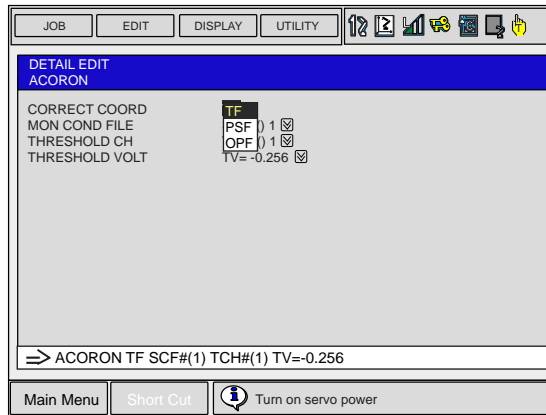 JOB EDIT DISPLAY UTILITY
DETAIL EDIT
ACORON
CORRECT COORD TF
MON COND FILE PSF () 1
THRESHOLD CH OPF () 1
THRESHOLD VOLT TV= -0.256
=> ACORON TF SCF#(1) TCH#(1) TV=-0.256
Main Menu Short Cut Turn on servo power